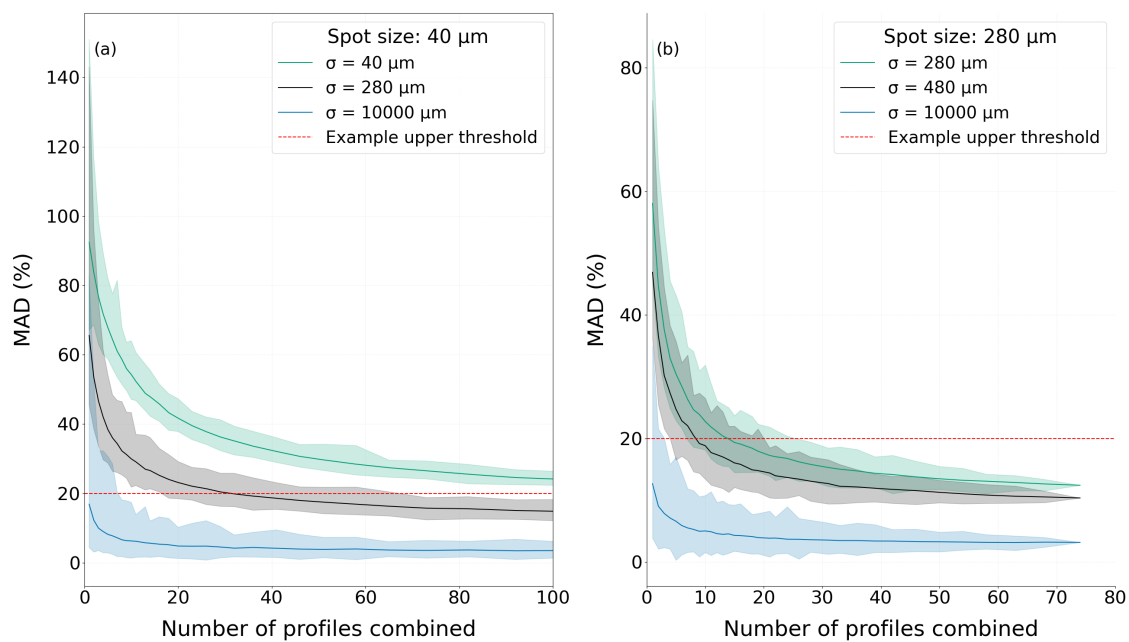 (a)
Spot size: 40 μm
σ = 40 μm
σ = 280 μm
σ = 10000 μm
Example upper threshold
MAD (%)
140
120
100
80
60
40
20
0
0 20 40 60 80 100
Number of profiles combined
(b)
Spot size: 280 μm
σ = 280 μm
σ = 480 μm
σ = 10000 μm
Example upper threshold
MAD (%)
80
60
40
20
0
0 10 20 30 40 50 60 70 80
Number of profiles combined